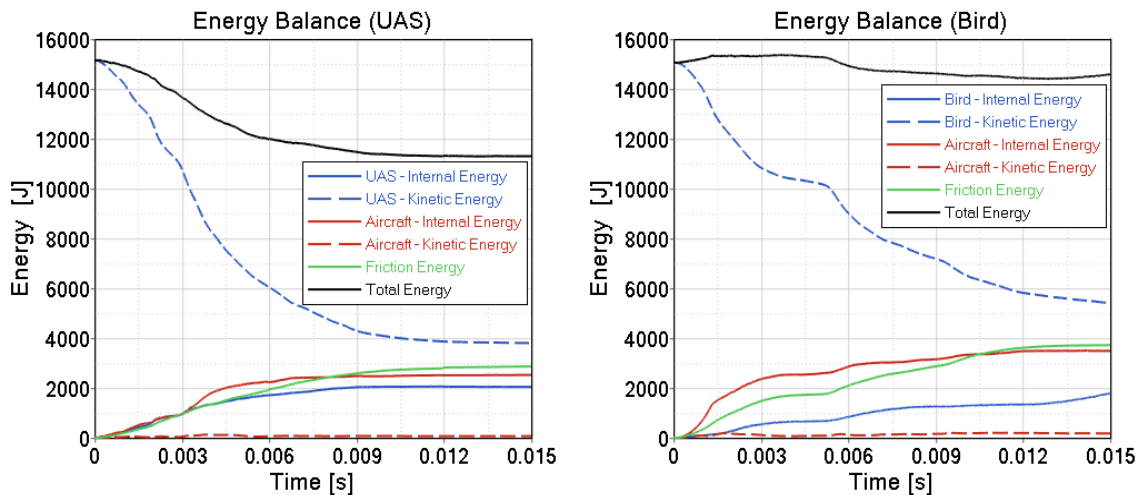 Energy Balance (UAS)
16000
14000
12000
10000
8000
6000
4000
2000
0
Energy [J]
UAS - Internal Energy
UAS - Kinetic Energy
Aircraft - Internal Energy
Aircraft - Kinetic Energy
Friction Energy
Total Energy
0 0.003 0.006 0.009 0.012 0.015
Time [s]
Energy Balance (Bird)
16000
14000
12000
10000
8000
6000
4000
2000
0
Energy [J]
Bird - Internal Energy
Bird - Kinetic Energy
Aircraft - Internal Energy
Aircraft - Kinetic Energy
Friction Energy
Total Energy
0 0.003 0.006 0.009 0.012 0.015
Time [s]